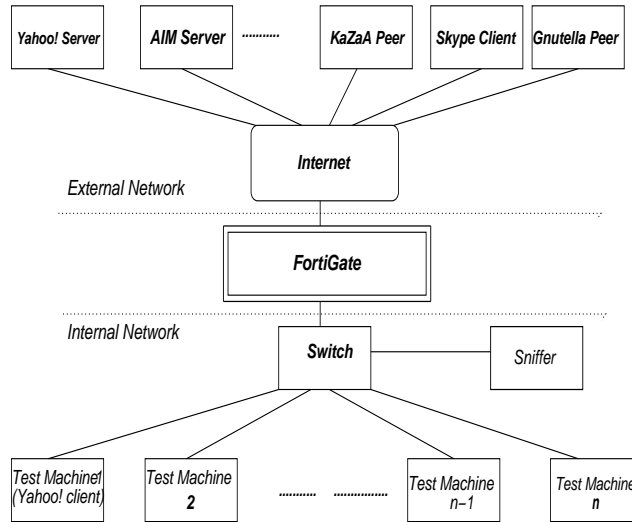 Yahoo! Server
AIM Server
...........
KaZaA Peer
Skype Client
Gnutella Peer
Internet
External Network
FortiGate
Internal Network
Switch
Sniffer
Test Machine1
(Yahoo! client)
Test Machine
2
........... ................
Test Machine
n−1
Test Machine
n